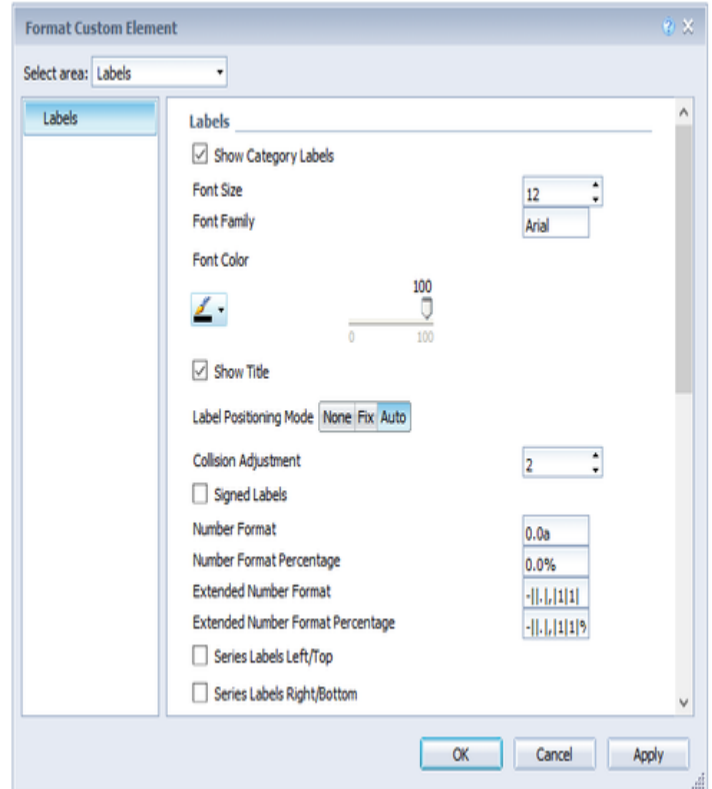 Format Custom Element
Select area: Labels
Labels
Labels
Show Category Labels
Font Size 12
Font Family Arial
Font Color
100
0 100
Show Title
Label Positioning Mode None Fix Auto
Collision Adjustment 2
Signed Labels
Number Format 0.0a
Number Format Percentage 0.0%
Extended Number Format -||.|,|1|1|
Extended Number Format Percentage -||.|,|1|1|%
Series Labels Left/Top
Series Labels Right/Bottom
OK Cancel Apply